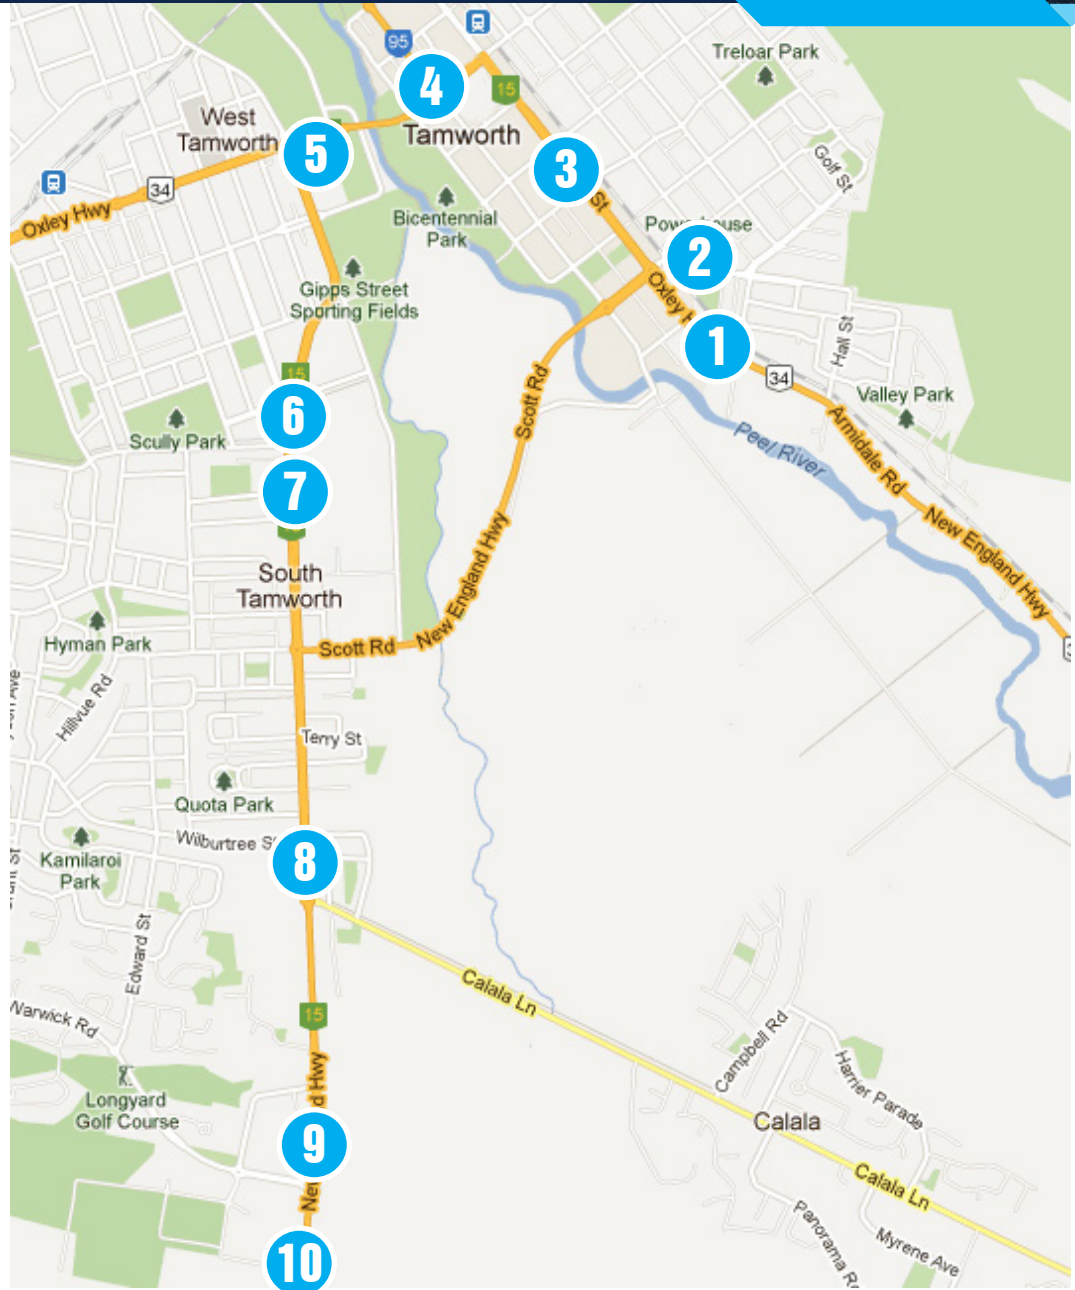 95
Treloar Park
4
15
West
Tamworth
Tamworth
5
3
Golf St
34
St
Oxley Hwy
Bicentennial
Park
2
Oxley
Gipps Street
Sporting Fields
1
Hall St
34
15
Valley Park
Scott Rd
6
Scully Park
Armidale Rd
Peel River
7
New England Hwy
New England Hwy
South
Tamworth
Hyman Park
Scott Rd
Hillvue Rd
Terry St
Quota Park
Wilburtree S
Kamilaroi
Park
8
Edward St
Calala Ln
15
Warwick Rd
Campbell Rd
Harrier Parade
Hwy
Longyard
Golf Course
Calala
9
Calala Ln
Panorama R
Myrene Ave
10